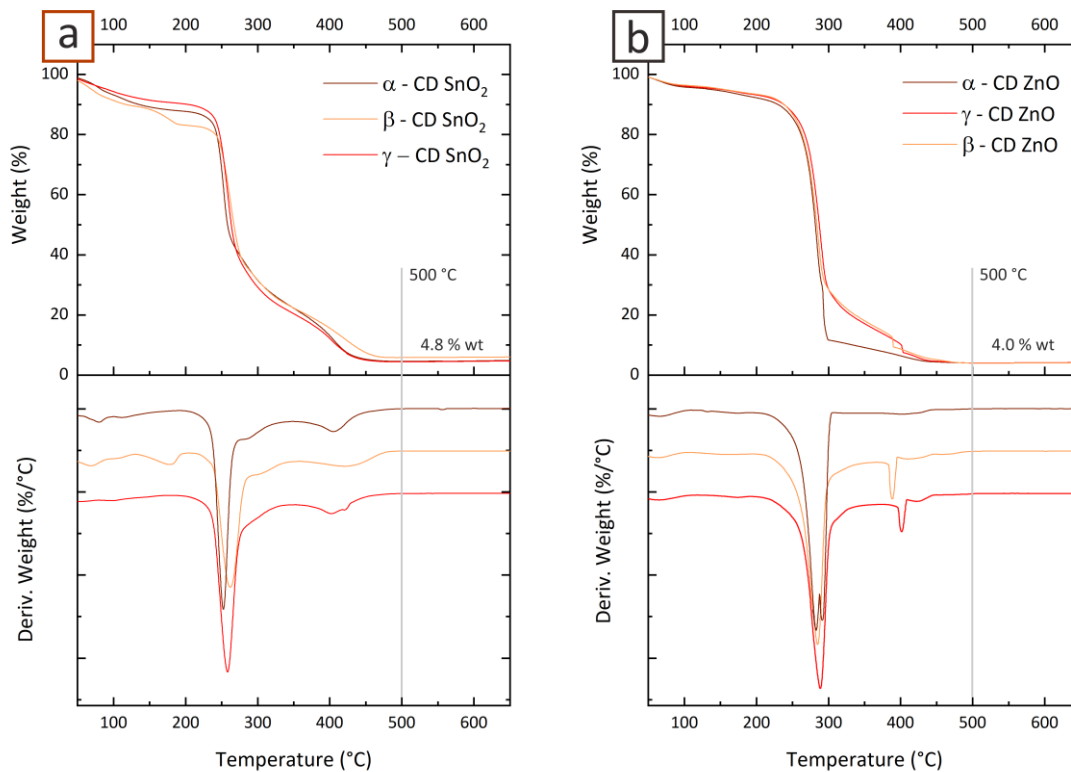 a
100 200 300 400 500 600
α - CD SnO₂
β - CD SnO₂
γ – CD SnO₂
Weight (%)
100
80
60
40
20
0
500 °C
4.8 % wt
Deriv. Weight (%/°C)
100 200 300 400 500 600
Temperature (°C)
b
100 200 300 400 500 600
α - CD ZnO
γ - CD ZnO
β - CD ZnO
Weight (%)
100
80
60
40
20
0
500 °C
4.0 % wt
Deriv. Weight (%/°C)
100 200 300 400 500 600
Temperature (°C)